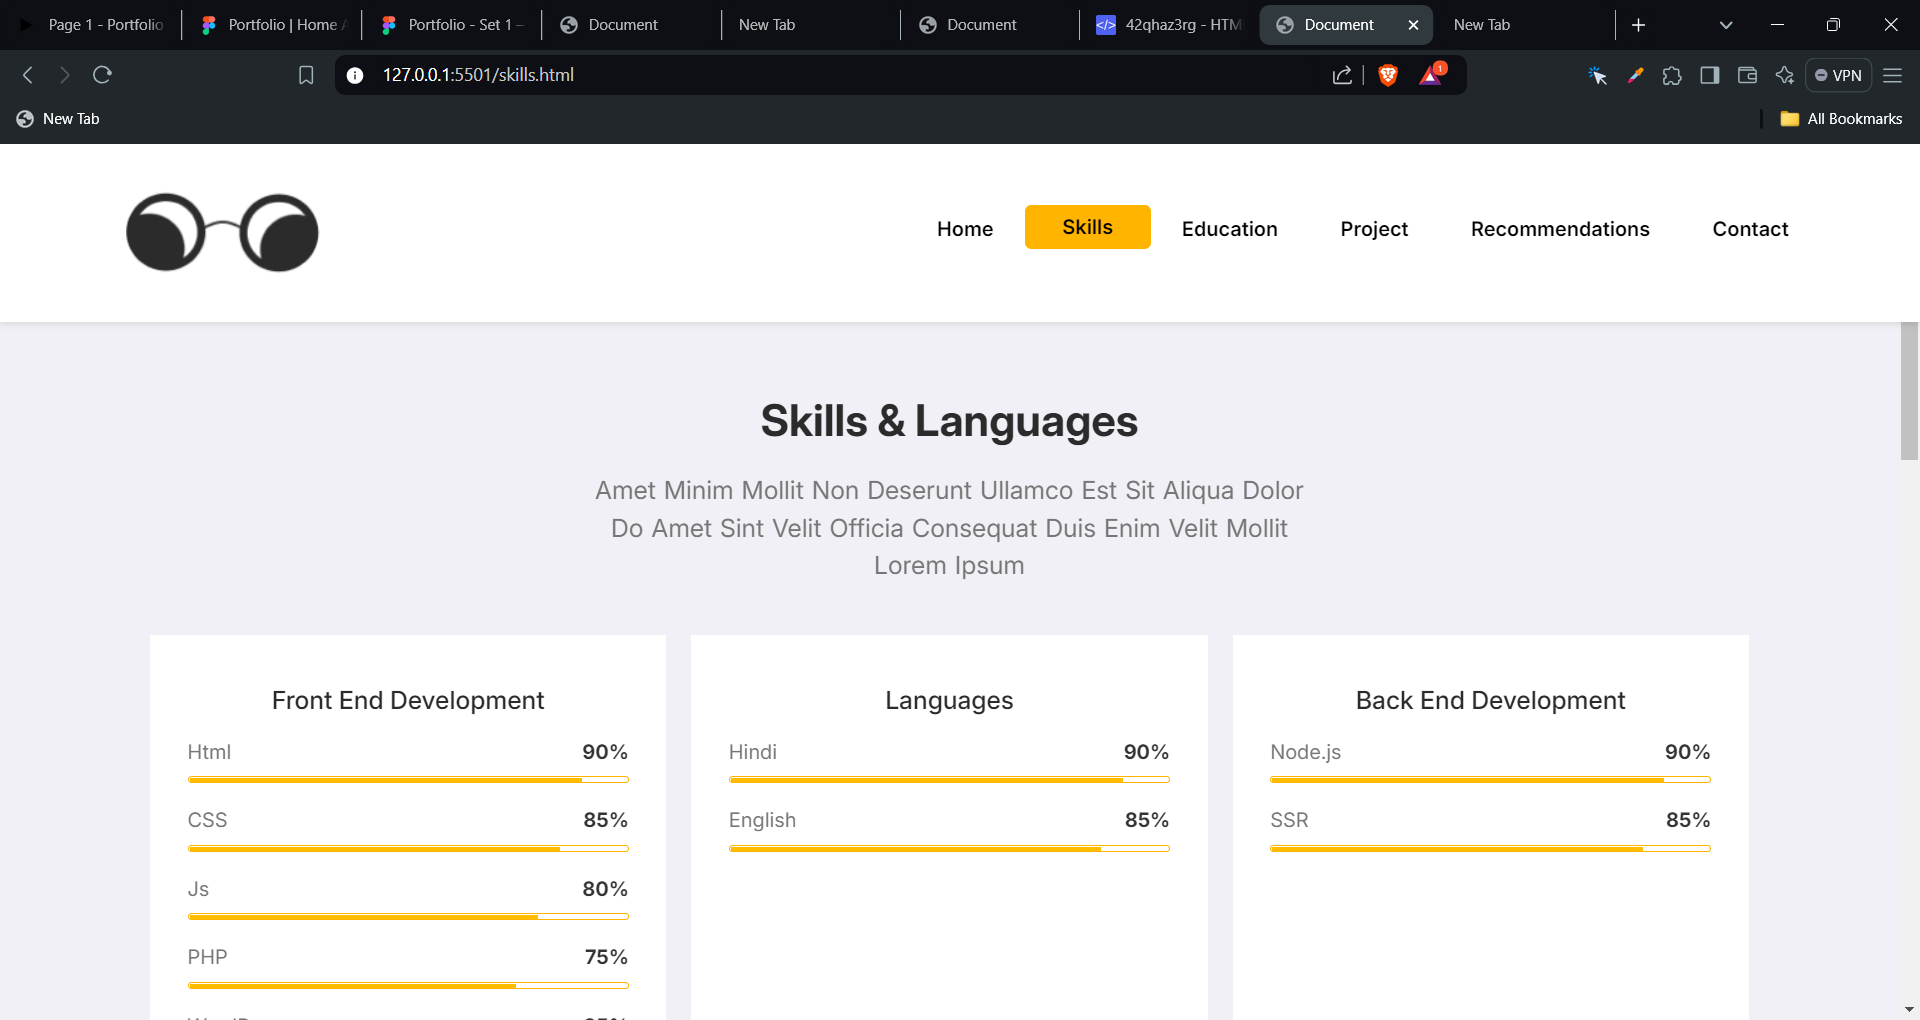 Page 1 - Portfolio
Portfolio | Home
Portfolio - Set 1 –
Document
New Tab
Document
42qhaz3rg - HTM
Document
New Tab
127.0.0.1:5501/skills.html
1
VPN
New Tab
All Bookmarks
Home
Skills
Education
Project
Recommendations
Contact
Skills & Languages
Amet Minim Mollit Non Deserunt Ullamco Est Sit Aliqua Dolor
Do Amet Sint Velit Officia Consequat Duis Enim Velit Mollit
Lorem Ipsum
Front End Development
Html 90%
CSS 85%
Js 80%
PHP 75%
Languages
Hindi 90%
English 85%
Back End Development
Node.js 90%
SSR 85%